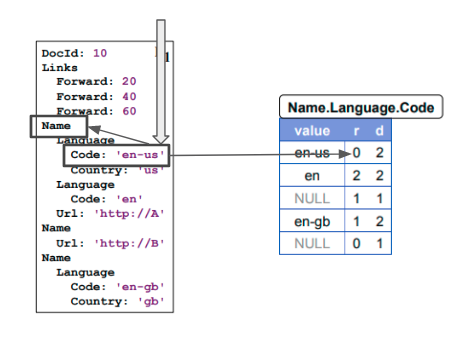 DocId: 10 1
Links
Forward: 20
Forward: 40
Forward: 60
Name
Language
Code: 'en-us'
Country: 'us'
Language
Code: 'en'
Url: 'http://A'
Name
Url: 'http://B'
Name
Language
Code: 'en-gb'
Country: 'gb'
Name.Language.Code
value r d
en-us 0 2
en 2 2
NULL 1 1
en-gb 1 2
NULL 0 1